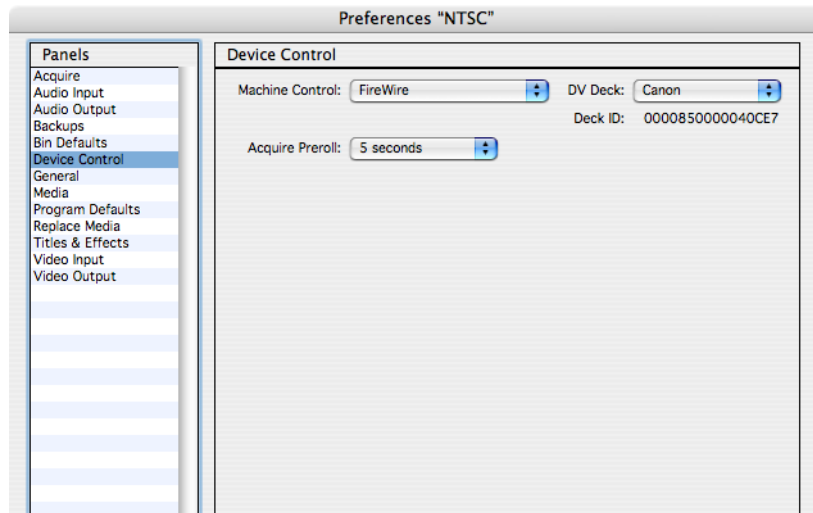 Preferences “NTSC”
Panels
Acquire
Audio Input
Audio Output
Backups
Bin Defaults
Device Control
General
Media
Program Defaults
Replace Media
Titles & Effects
Video Input
Video Output
Device Control
Machine Control: FireWire DV Deck: Canon
Deck ID: 0000850000040CE7
Acquire Preroll: 5 seconds